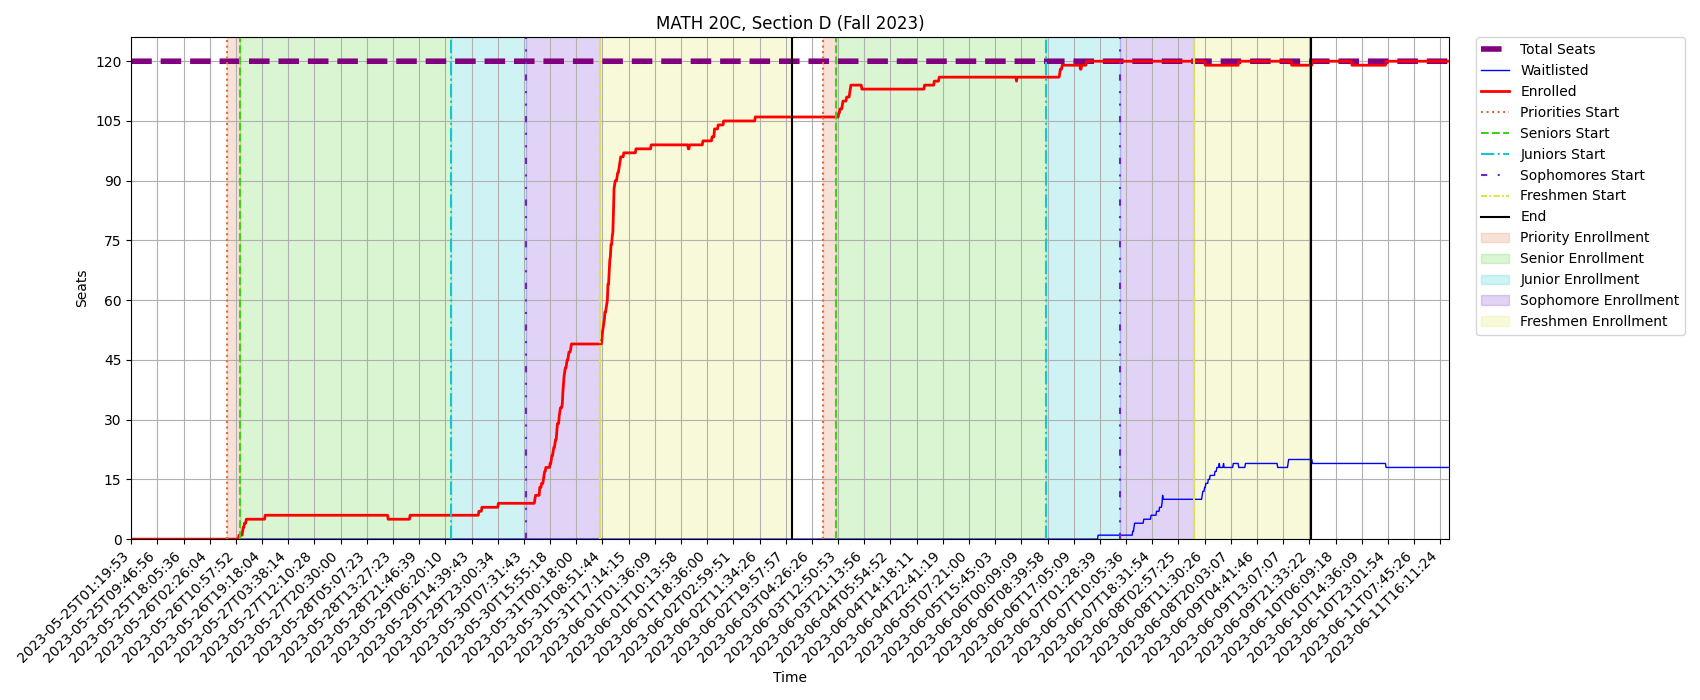 MATH 20C, Section D (Fall 2023)
Total Seats
Waitlisted
Enrolled
Priorities Start
Seniors Start
Juniors Start
Sophomores Start
Freshmen Start
End
Priority Enrollment
Senior Enrollment
Junior Enrollment
Sophomore Enrollment
Freshmen Enrollment
Seats
120
105
90
75
60
45
30
15
0
2023-05-25T01:19:53
2023-05-25T09:46:56
2023-05-25T18:05:36
2023-05-26T02:26:04
2023-05-26T10:57:52
2023-05-26T19:18:04
2023-05-27T03:38:14
2023-05-27T12:10:28
2023-05-27T20:30:00
2023-05-28T05:07:23
2023-05-28T13:27:23
2023-05-28T21:46:39
2023-05-29T06:20:10
2023-05-29T14:39:43
2023-05-29T23:00:34
2023-05-30T07:31:43
2023-05-30T15:55:18
2023-05-31T00:18:00
2023-05-31T08:51:44
2023-05-31T17:14:15
2023-06-01T01:36:09
2023-06-01T10:13:58
2023-06-01T18:36:00
2023-06-02T02:59:51
2023-06-02T11:34:26
2023-06-02T19:57:57
2023-06-03T04:26:26
2023-06-03T12:50:53
2023-06-03T21:13:56
2023-06-04T05:54:52
2023-06-04T14:18:11
2023-06-04T22:41:19
2023-06-05T07:21:00
2023-06-05T15:45:03
2023-06-06T00:09:09
2023-06-06T08:39:58
2023-06-06T17:05:09
2023-06-07T01:28:39
2023-06-07T10:05:36
2023-06-07T18:31:54
2023-06-08T02:57:25
2023-06-08T11:30:26
2023-06-08T20:03:07
2023-06-09T04:41:46
2023-06-09T13:07:07
2023-06-09T21:33:22
2023-06-10T06:09:18
2023-06-10T14:36:09
2023-06-10T23:01:54
2023-06-11T07:45:26
2023-06-11T16:11:24
Time